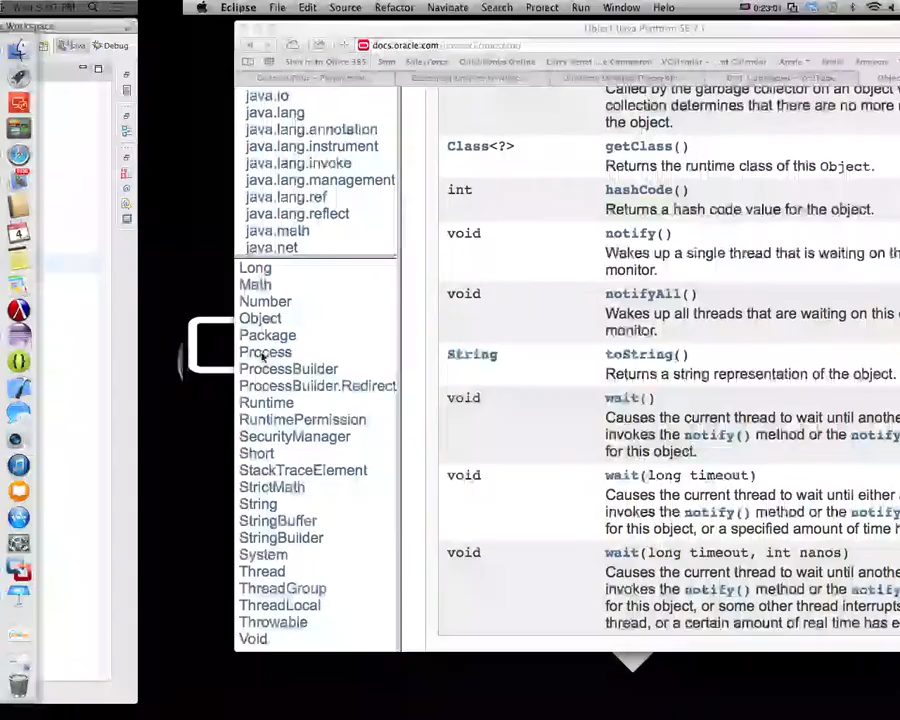 Eclipse File Edit Source Refactor Navigate Search Project Run Window Help
Java Debug
docs.oracle.com
java.io
java.lang
java.lang.annotation
java.lang.instrument
java.lang.invoke
java.lang.management
java.lang.ref
java.lang.reflect
java.math
java.net
Long
Math
Number
Object
Package
Process
ProcessBuilder
ProcessBuilder.Redirect
Runtime
RuntimePermission
SecurityManager
Short
StackTraceElement
StrictMath
String
StringBuffer
StringBuilder
System
Thread
ThreadGroup
ThreadLocal
Throwable
Void
Called by the garbage collector on an object
collection determines that there are no more
the object.
Class<?> getClass()
Returns the runtime class of this Object.
int hashCode()
Returns a hash code value for the object.
void notify()
Wakes up a single thread that is waiting on
monitor.
void notifyAll()
Wakes up all threads that are waiting on this
monitor.
String toString()
Returns a string representation of the object.
void wait()
Causes the current thread to wait until
invokes the notify() method or the
for this object.
void wait(long timeout)
Causes the current thread to wait until either
invokes the notify() method or the
for this object, or a specified amount of time
void wait(long timeout, int nanos)
Causes the current thread to wait until
invokes the notify() method or the
for this object, or some other thread interrupts
thread, or a certain amount of real time has